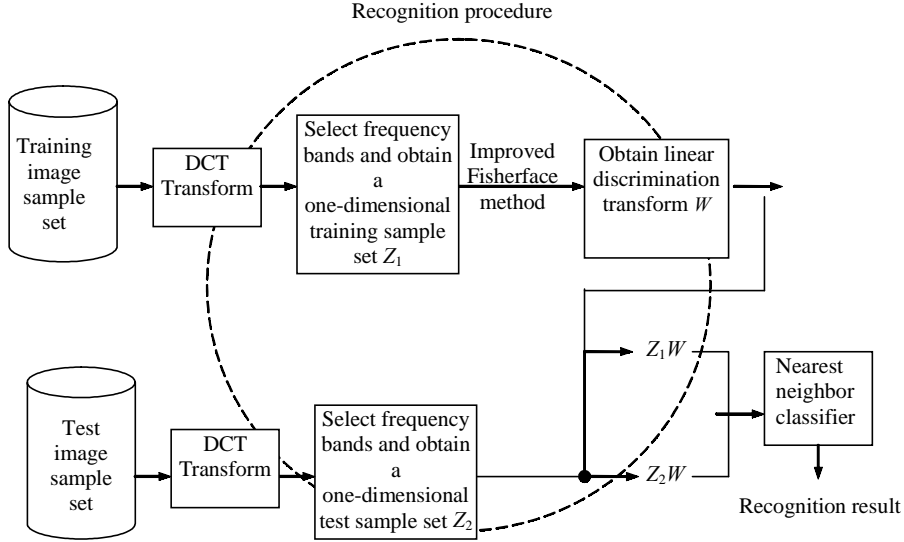 Recognition procedure
Training
image
sample
set
DCT
Transform
Select frequency
bands and obtain
a
one-dimensional
training sample
set Z₁
Improved
Fisherface
method
Obtain linear
discrimination
transform W
Z₁W
Nearest
neighbor
classifier
Test
image
sample
set
DCT
Transform
Select frequency
bands and obtain
a
one-dimensional
test sample set Z₂
Z₂W
Recognition result